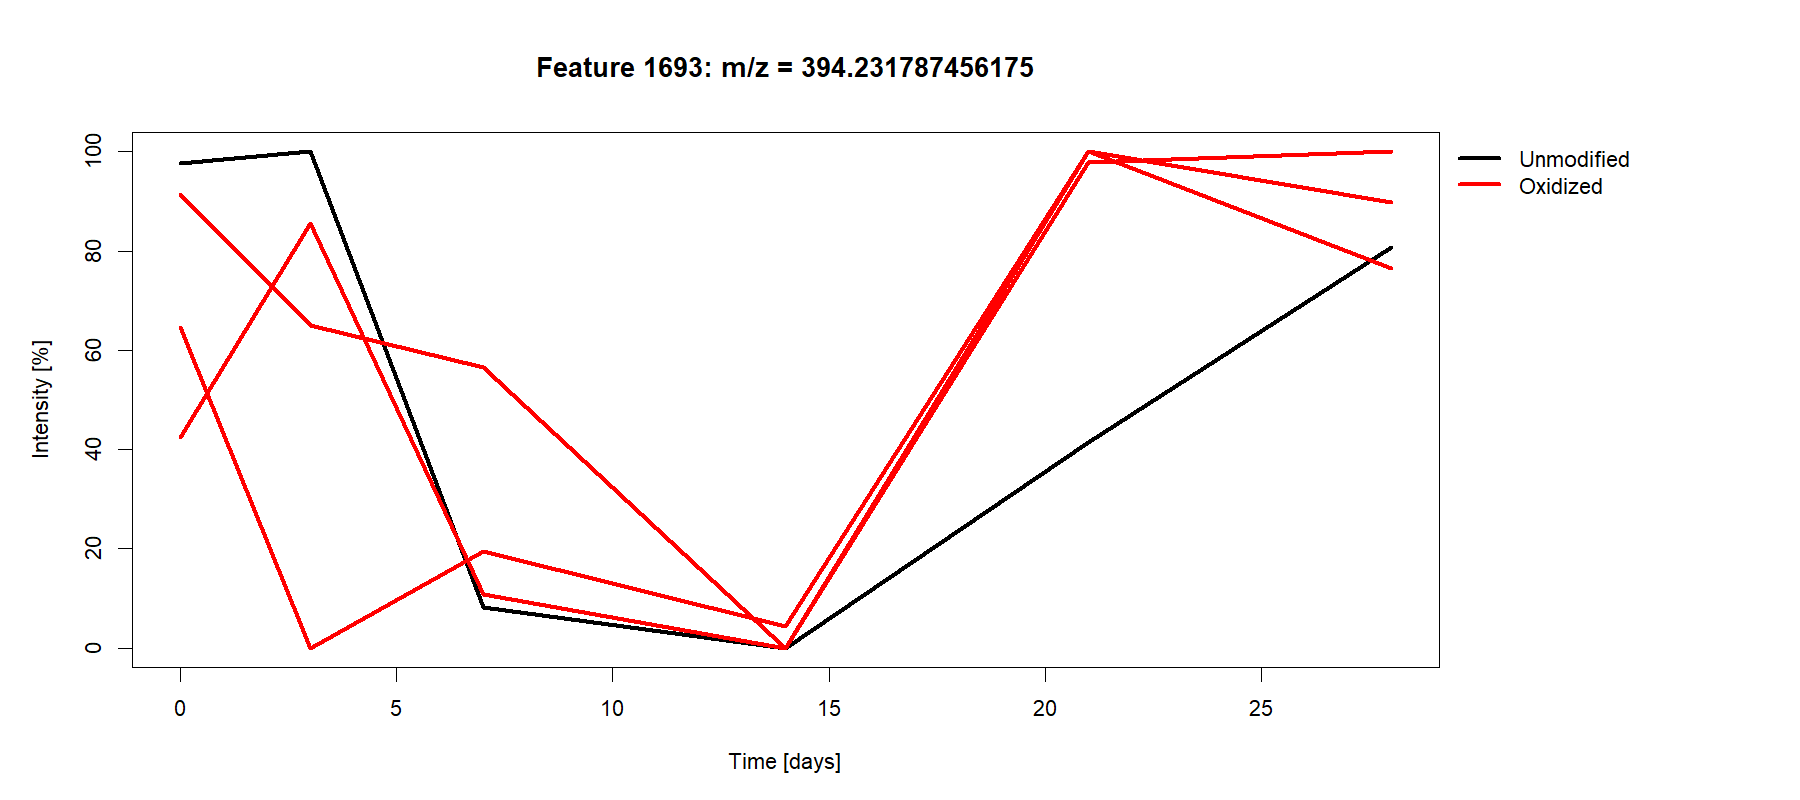 Feature 1693: m/z = 394.231787456175
Unmodified
Oxidized
Intensity [%]
100
80
60
40
20
0
0 5 10 15 20 25
Time [days]